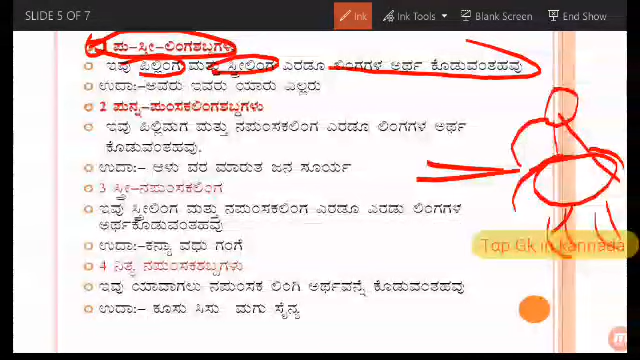 SLIDE 5 OF 7
Ink
Ink Tools
Blank Screen
End Show
1 ಪು-ಸ್ತ್ರೀ-ಲಿಂಗಶಬ್ದಗಳು
ಇವು ಪಿಲ್ಲಿಂಗ ಮತ್ತು ಸ್ತ್ರೀಲಿಂಗ ಎರಡೂ ಲಿಂಗಗಳ ಅರ್ಥ ಕೊಡುವಂತಹವು
ಉದಾ:-ಅವರು ಇವರು ಯಾರು ಎಲ್ಲರು
2 ಪುನ್ನ-ಪುಂಸಕಲಿಂಗಶಬ್ದಗಳು
ಇವು ಪಿಲ್ಲಿಮಗ ಮತ್ತು ನಪುಂಸಕಲಿಂಗ ಎರಡೂ ಲಿಂಗಗಳ ಅರ್ಥ
ಕೊಡುವಂತಹವು.
ಉದಾ:- ಆಳು ವರ ಮಾರುತ ಜನ ಸೂರ್ಯ
3 ಸ್ತ್ರೀ-ನಪುಂಸಕಲಿಂಗ
ಇವು ಸ್ತ್ರೀಲಿಂಗ ಮತ್ತು ನಪುಂಸಕಲಿಂಗ ಎರಡೂ ಎರಡು ಲಿಂಗಗಳ
ಅರ್ಥಕೊಡುವಂತಹವು
ಉದಾ:-ಕನ್ಯಾ ವಧು ಗಂಗೆ
Top Gk in kannada
4 ನಿತ್ಯ ನಪುಂಸಕಶಬ್ದಗಳು
ಇವು ಯಾವಾಗಲು ನಪುಂಸಕ ಲಿಂಗಿ ಅರ್ಥವನ್ನೆ ಕೊಡುವಂತಹವು
ಉದಾ:- ಕೂಸು ಸಿಸು ಮಗು ಸೈನ್ಯ